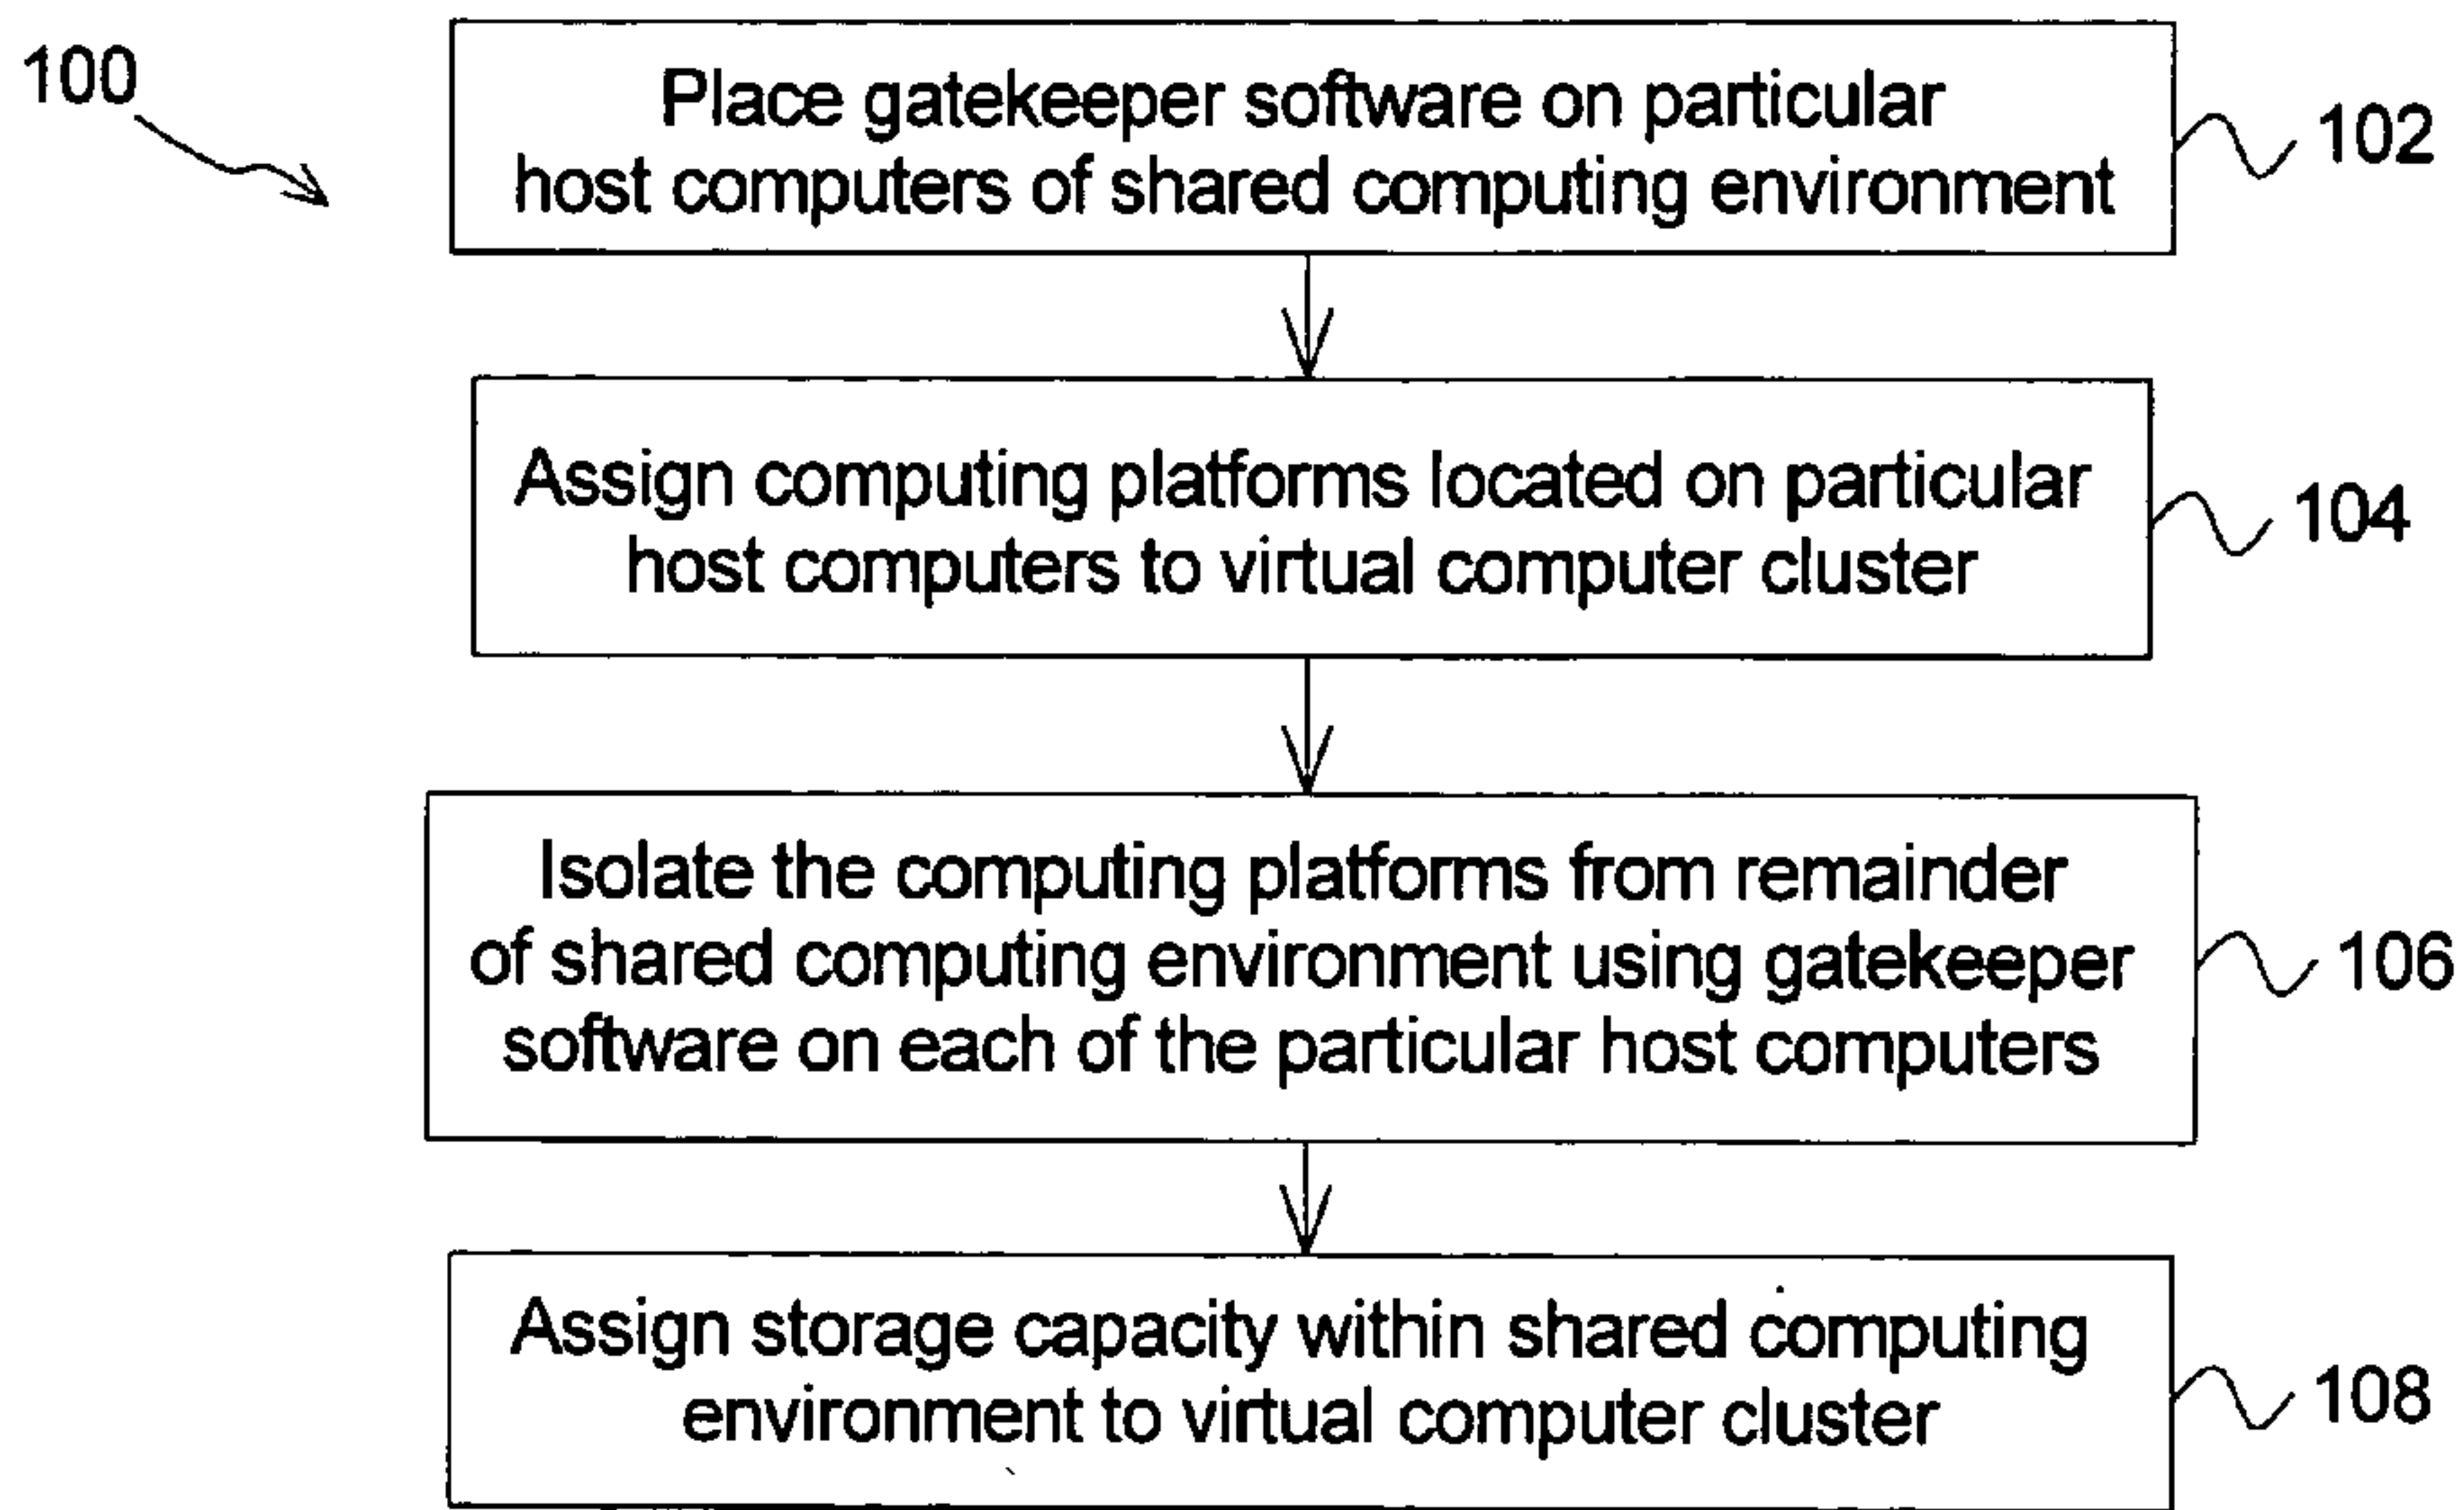 100
Place gatekeeper software on particular
host computers of shared computing environment
102
Assign computing platforms located on particular
host computers to virtual computer cluster
104
Isolate the computing platforms from remainder
of shared computing environment using gatekeeper
software on each of the particular host computers
106
Assign storage capacity within shared computing
environment to virtual computer cluster
108